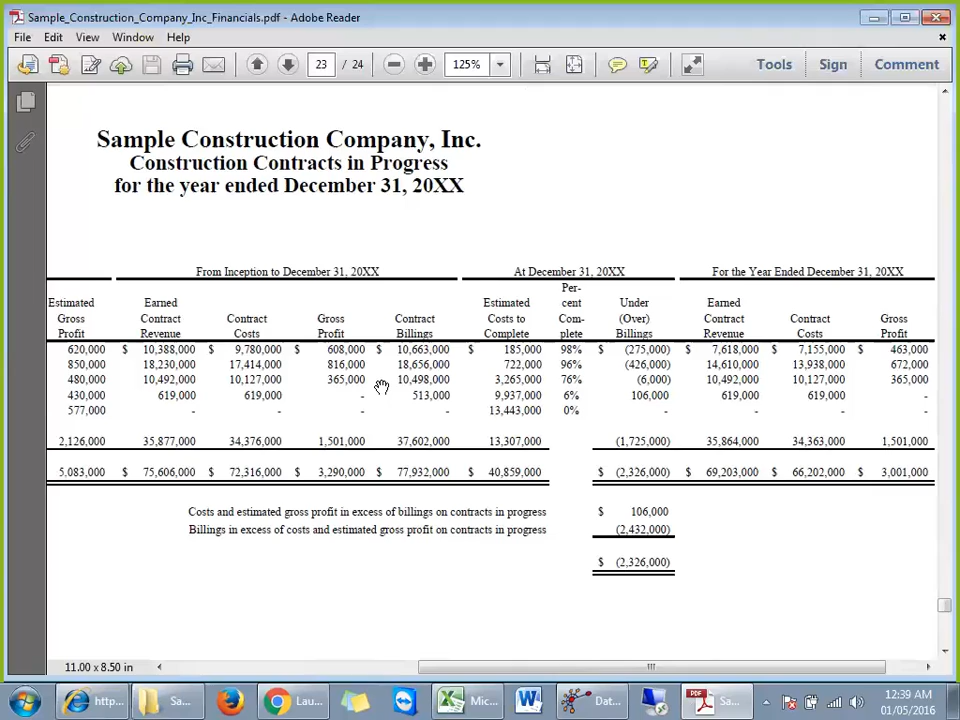 Sample_Construction_Company_Inc_Financials.pdf - Adobe Reader
File Edit View Window Help
23 / 24 125% Tools Sign Comment
Sample Construction Company, Inc.
Construction Contracts in Progress
for the year ended December 31, 20XX
From Inception to December 31, 20XX At December 31, 20XX For the Year Ended December 31, 20XX
Per-
Estimated Earned Estimated cent Under Earned
Gross Contract Contract Gross Contract Costs to Com- (Over) Contract Contract Gross
Profit Revenue Costs Profit Billings Complete plete Billings Revenue Costs Profit
620,000 $ 10,388,000 $ 9,780,000 $ 608,000 $ 10,663,000 $ 185,000 98% $ (275,000) $ 7,618,000 $ 7,155,000 $ 463,000
850,000 18,230,000 17,414,000 816,000 18,656,000 722,000 96% (426,000) 14,610,000 13,938,000 672,000
480,000 10,492,000 10,127,000 365,000 10,498,000 3,265,000 76% (6,000) 10,492,000 10,127,000 365,000
430,000 619,000 619,000 - 513,000 9,937,000 6% 106,000 619,000 619,000 -
577,000 - - - - 13,443,000 0% - - -
2,126,000 35,877,000 34,376,000 1,501,000 37,602,000 13,307,000 (1,725,000) 35,864,000 34,363,000 1,501,000
5,083,000 $ 75,606,000 $ 72,316,000 $ 3,290,000 $ 77,932,000 $ 40,859,000 $ (2,326,000) $ 69,203,000 $ 66,202,000 $ 3,001,000
Costs and estimated gross profit in excess of billings on contracts in progress $ 106,000
Billings in excess of costs and estimated gross profit on contracts in progress (2,432,000)
$ (2,326,000)
11.00 x 8.50 in
http... Sa... Lau... Mic... Dat... Sa... 12:39 AM
01/05/2016